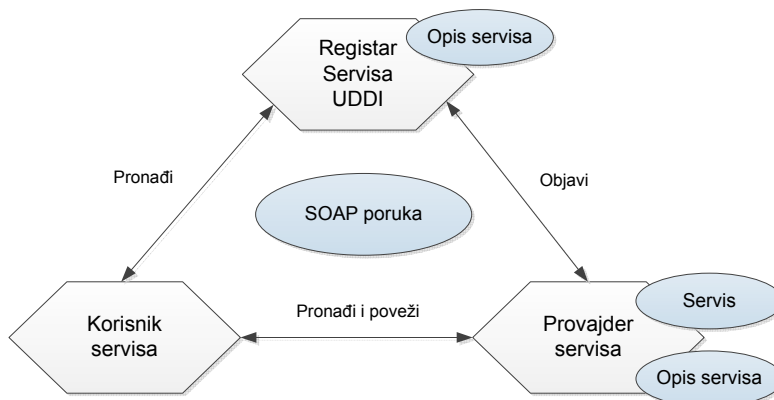 Opis servisa
Registar
Servisa
UDDI
Pronađi
Objavi
SOAP poruka
Korisnik
servisa
Pronađi i poveži
Provajder
servisa
Servis
Opis servisa